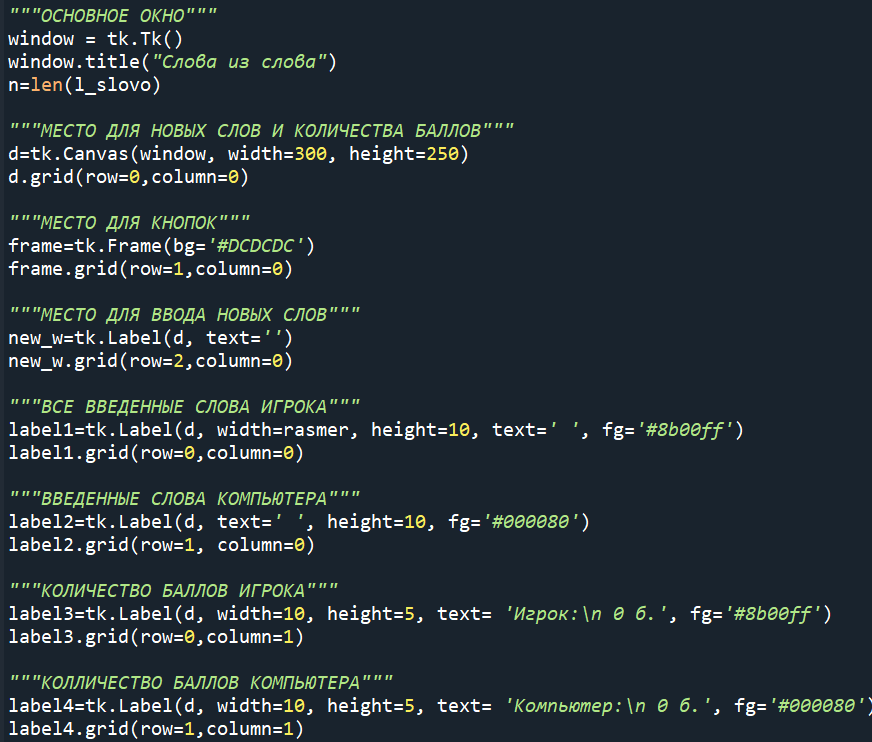 """ОСНОВНОЕ ОКНО"""
window = tk.Tk()
window.title("Слова из слова")
n=len(l_slovo)
"""МЕСТО ДЛЯ НОВЫХ СЛОВ И КОЛИЧЕСТВА БАЛЛОВ"""
d=tk.Canvas(window, width=300, height=250)
d.grid(row=0,column=0)
"""МЕСТО ДЛЯ КНОПОК"""
frame=tk.Frame(bg='#DCDCDC')
frame.grid(row=1,column=0)
"""МЕСТО ДЛЯ ВВОДА НОВЫХ СЛОВ"""
new_w=tk.Label(d, text='')
new_w.grid(row=2,column=0)
"""ВСЕ ВВЕДЕННЫЕ СЛОВА ИГРОКА"""
label1=tk.Label(d, width=rasmer, height=10, text=' ', fg='#8b00ff')
label1.grid(row=0,column=0)
"""ВВЕДЕННЫЕ СЛОВА КОМПЬЮТЕРА"""
label2=tk.Label(d, text=' ', height=10, fg='#000080')
label2.grid(row=1, column=0)
"""КОЛИЧЕСТВО БАЛЛОВ ИГРОКА"""
label3=tk.Label(d, width=10, height=5, text= 'Игрок:\n 0 б.', fg='#8b00ff')
label3.grid(row=0,column=1)
"""КОЛЛИЧЕСТВО БАЛЛОВ КОМПЬЮТЕРА"""
label4=tk.Label(d, width=10, height=5, text= 'Компьютер:\n 0 б.', fg='#000080')
label4.grid(row=1,column=1)